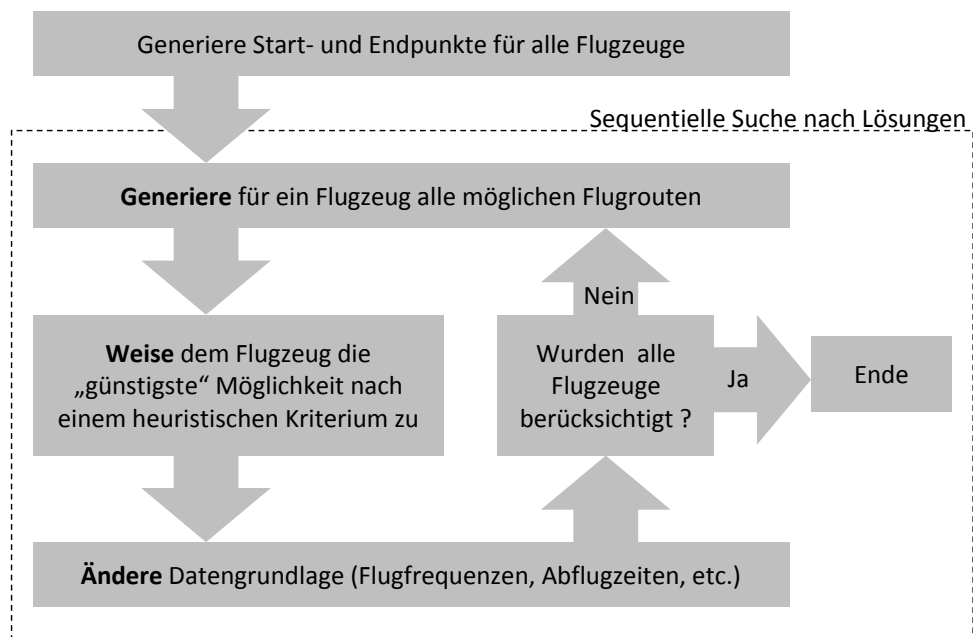 Generiere Start- und Endpunkte für alle Flugzeuge
Sequentielle Suche nach Lösungen
Generiere für ein Flugzeug alle möglichen Flugrouten
Nein
Weise dem Flugzeug die
„günstigste“ Möglichkeit nach
einem heuristischen Kriterium zu
Wurden alle
Flugzeuge
berücksichtigt ?
Ja
Ende
Ändere Datengrundlage (Flugfrequenzen, Abflugzeiten, etc.)